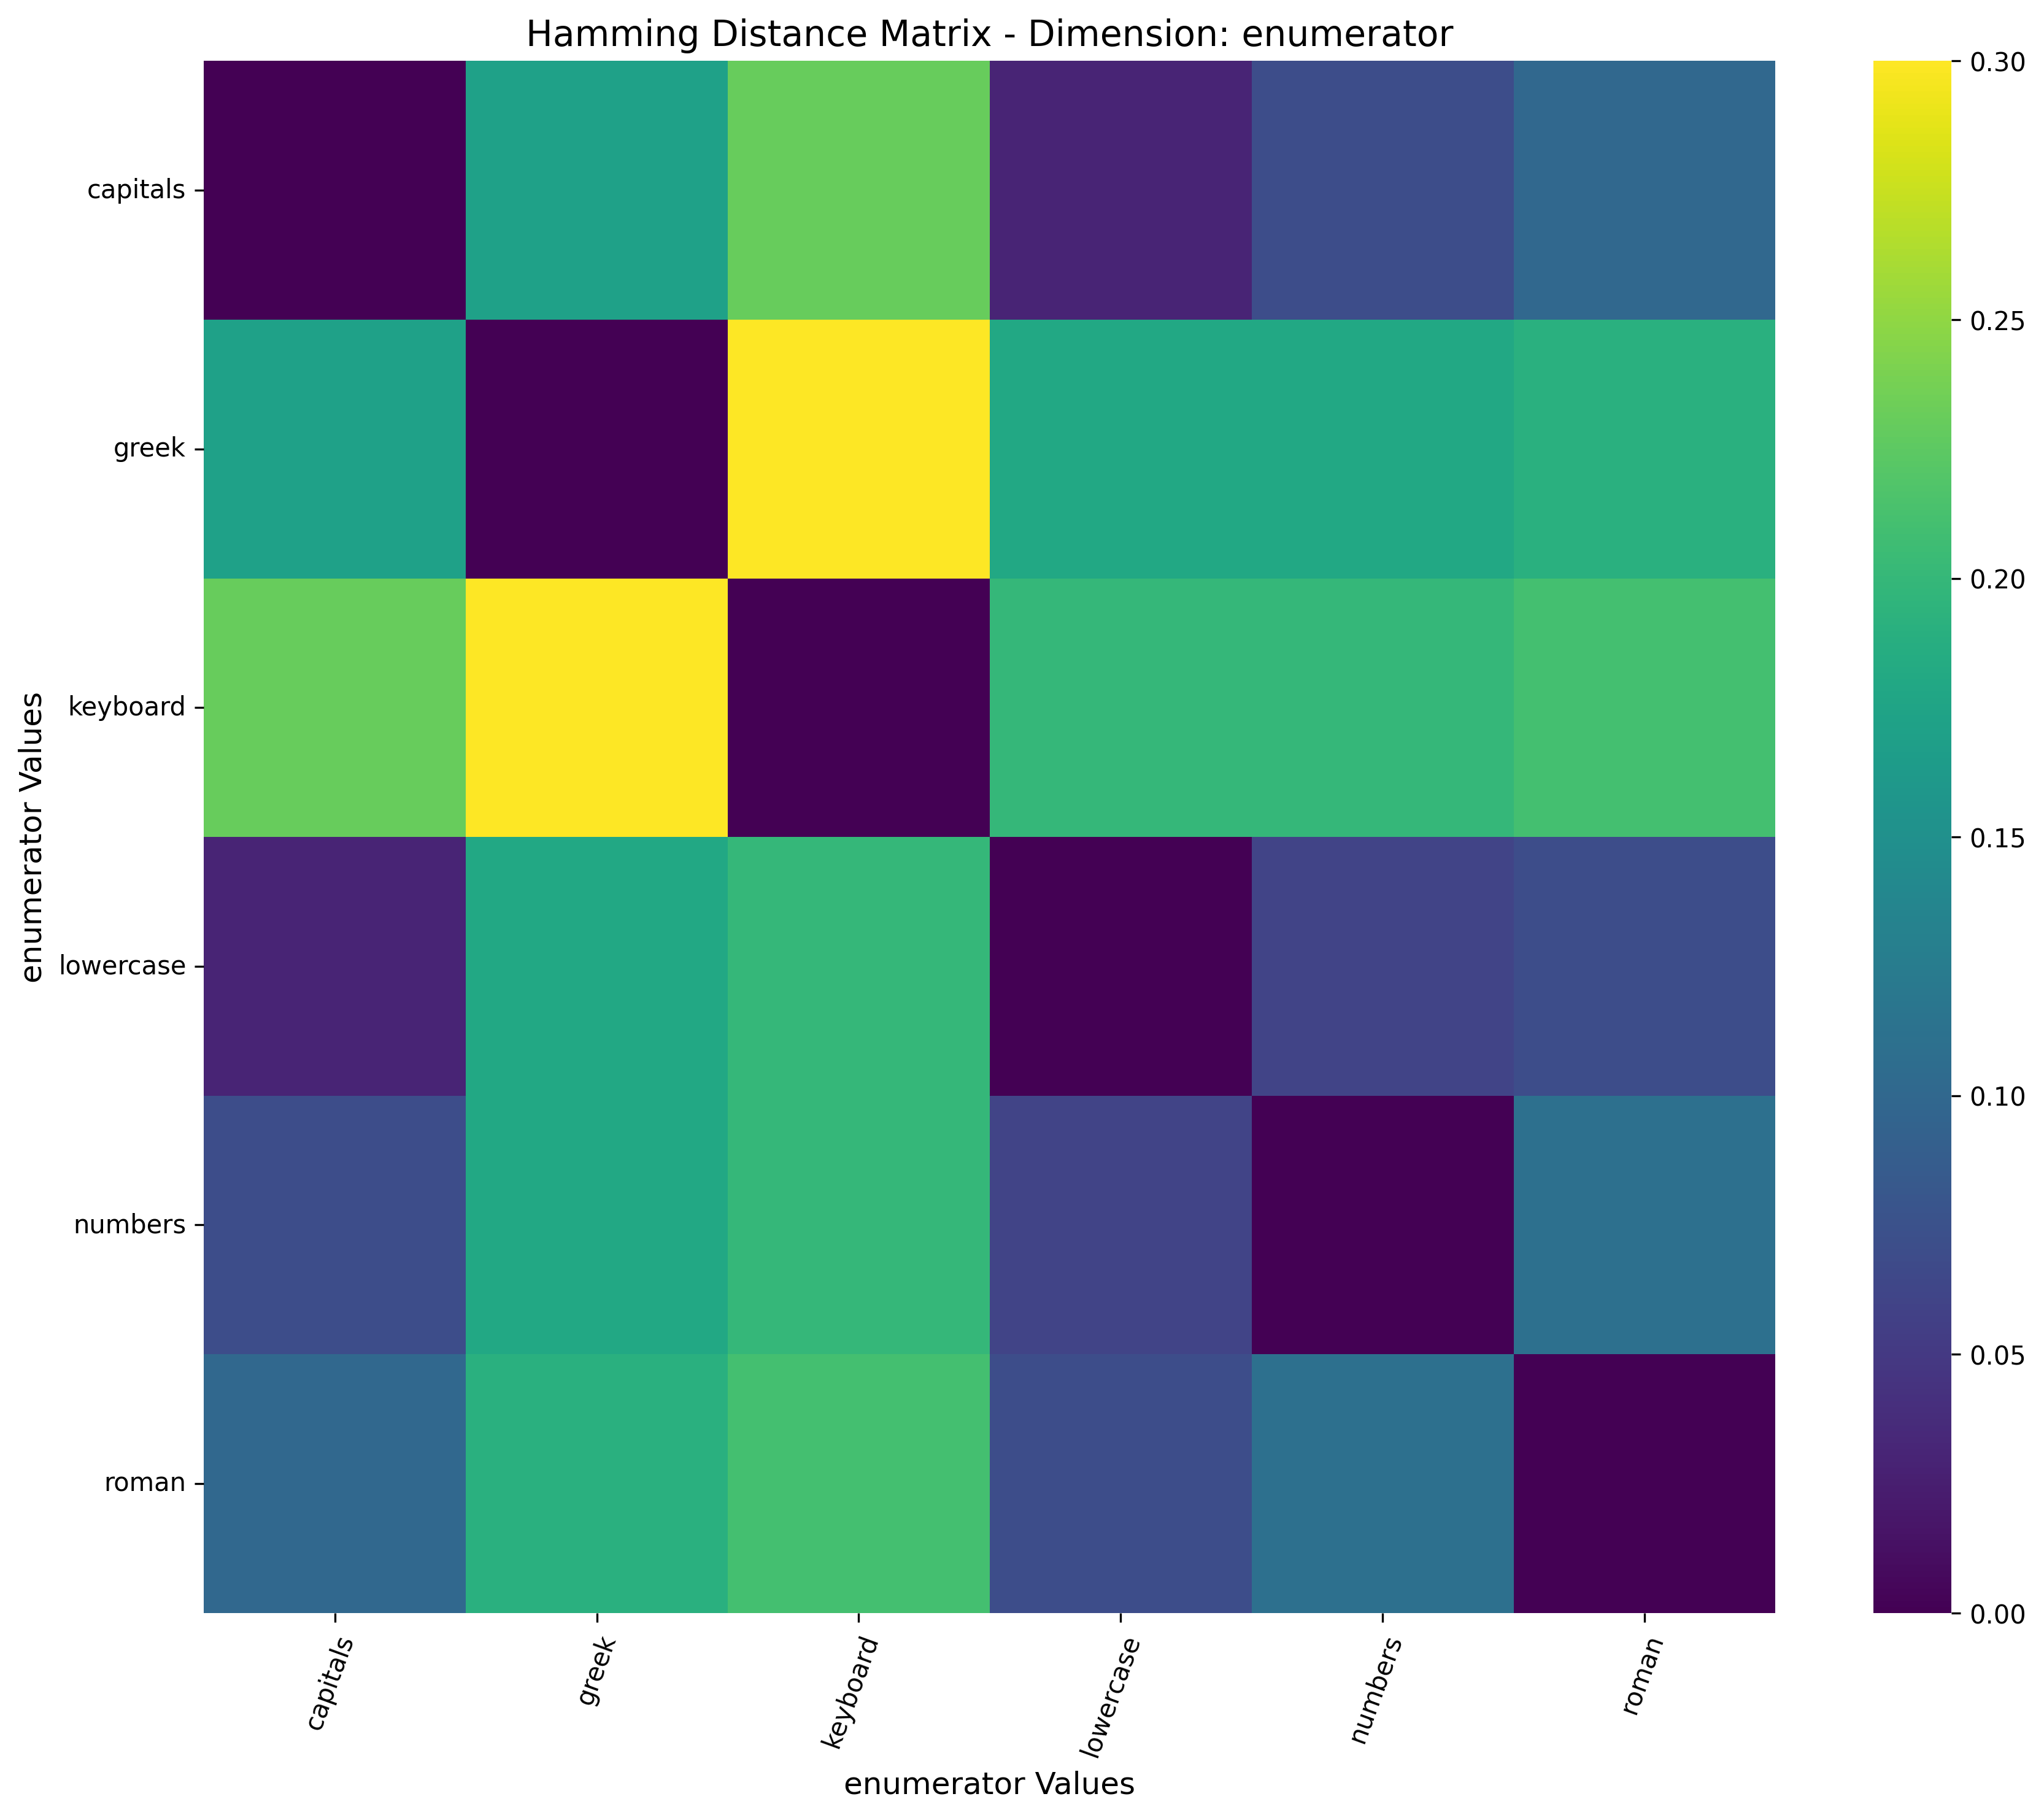 Hamming Distance Matrix - Dimension: enumerator
enumerator Values
capitals
greek
keyboard
lowercase
numbers
roman
capitals
greek
keyboard
lowercase
numbers
roman
enumerator Values
0.30
0.25
0.20
0.15
0.10
0.05
0.00